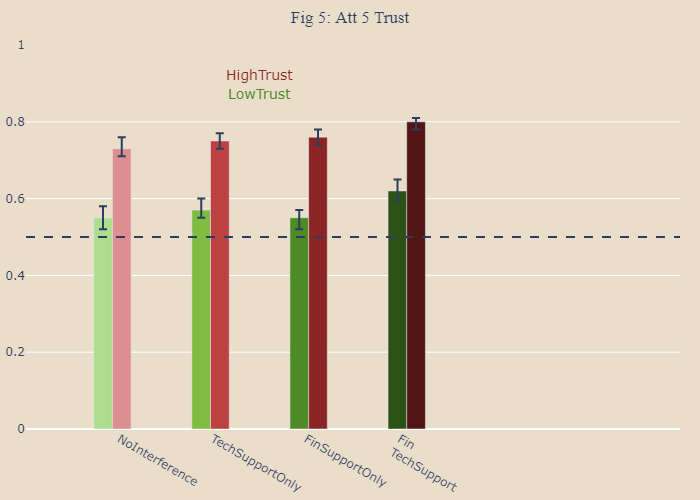 Fig 5: Att 5 Trust
1
HighTrust
LowTrust
0.8
0.6
0.4
0.2
0
NoInterference
TechSupportOnly
FinSupportOnly
Fin
TechSupport